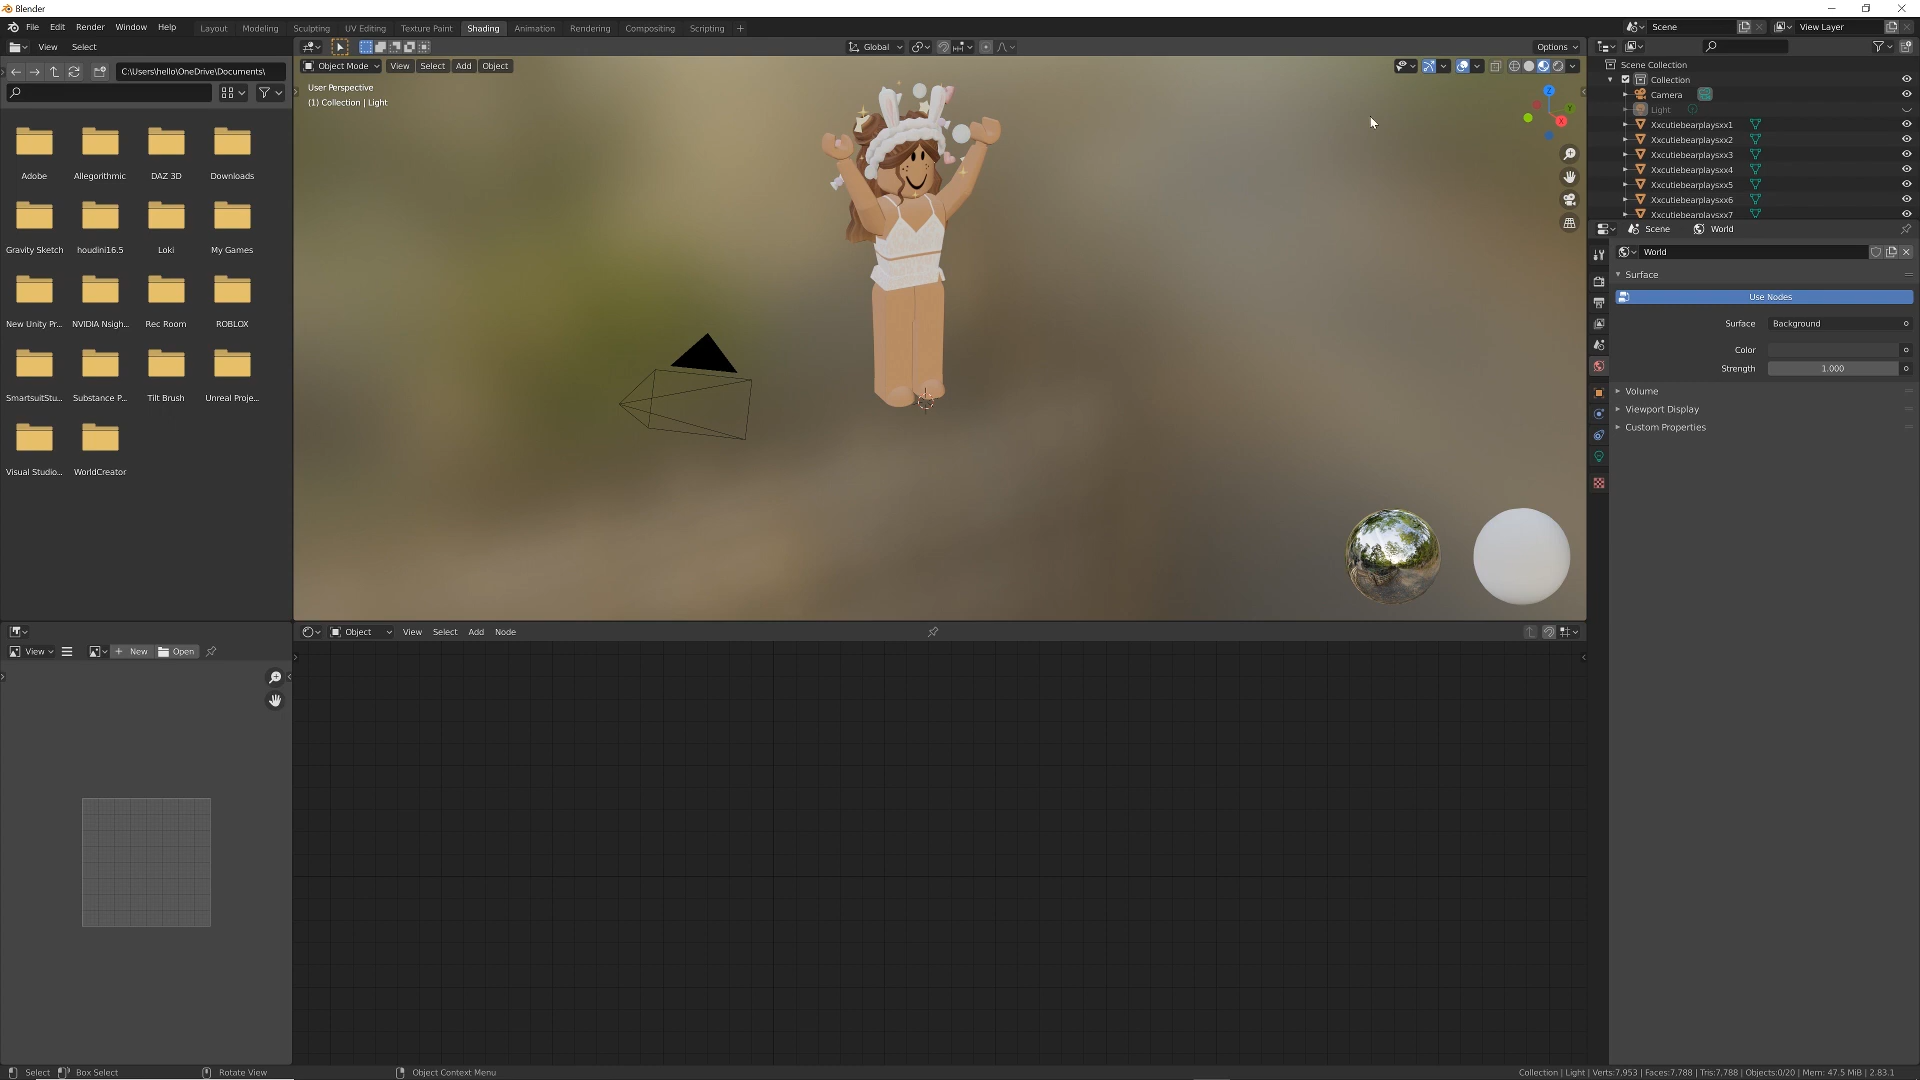 Blender
File Edit Render Window Help
Layout Modeling Sculpting UV Editing Texture Paint Shading Animation Rendering Compositing Scripting +
Scene
View Layer
View Select
Global
Options
C:\Users\hello\OneDrive\Documents\
Object Mode View Select Add Object
User Perspective
(1) Collection | Light
Z
Y
X
Adobe Allegorithmic DAZ 3D Downloads
Gravity Sketch houdini16.5 Loki My Games
New Unity Pr... NVIDIA Nsigh... Rec Room ROBLOX
SmartsuitStu... Substance P... Tilt Brush Unreal Proje...
Visual Studio... WorldCreator
Scene Collection
Collection
Camera
Light
Xxcutiebearplaysxx1
Xxcutiebearplaysxx2
Xxcutiebearplaysxx3
Xxcutiebearplaysxx4
Xxcutiebearplaysxx5
Xxcutiebearplaysxx6
Xxcutiebearplaysxx7
Scene World
World
Surface
Use Nodes
Surface Background
Color
Strength 1.000
Volume
Viewport Display
Custom Properties
Object View Select Add Node
View + New Open
Select Box Select Rotate View Object Context Menu
Collection | Light | Verts:7,953 | Faces:7,788 | Tris:7,788 | Objects:0/20 | Mem: 47.5 MiB | 2.83.1